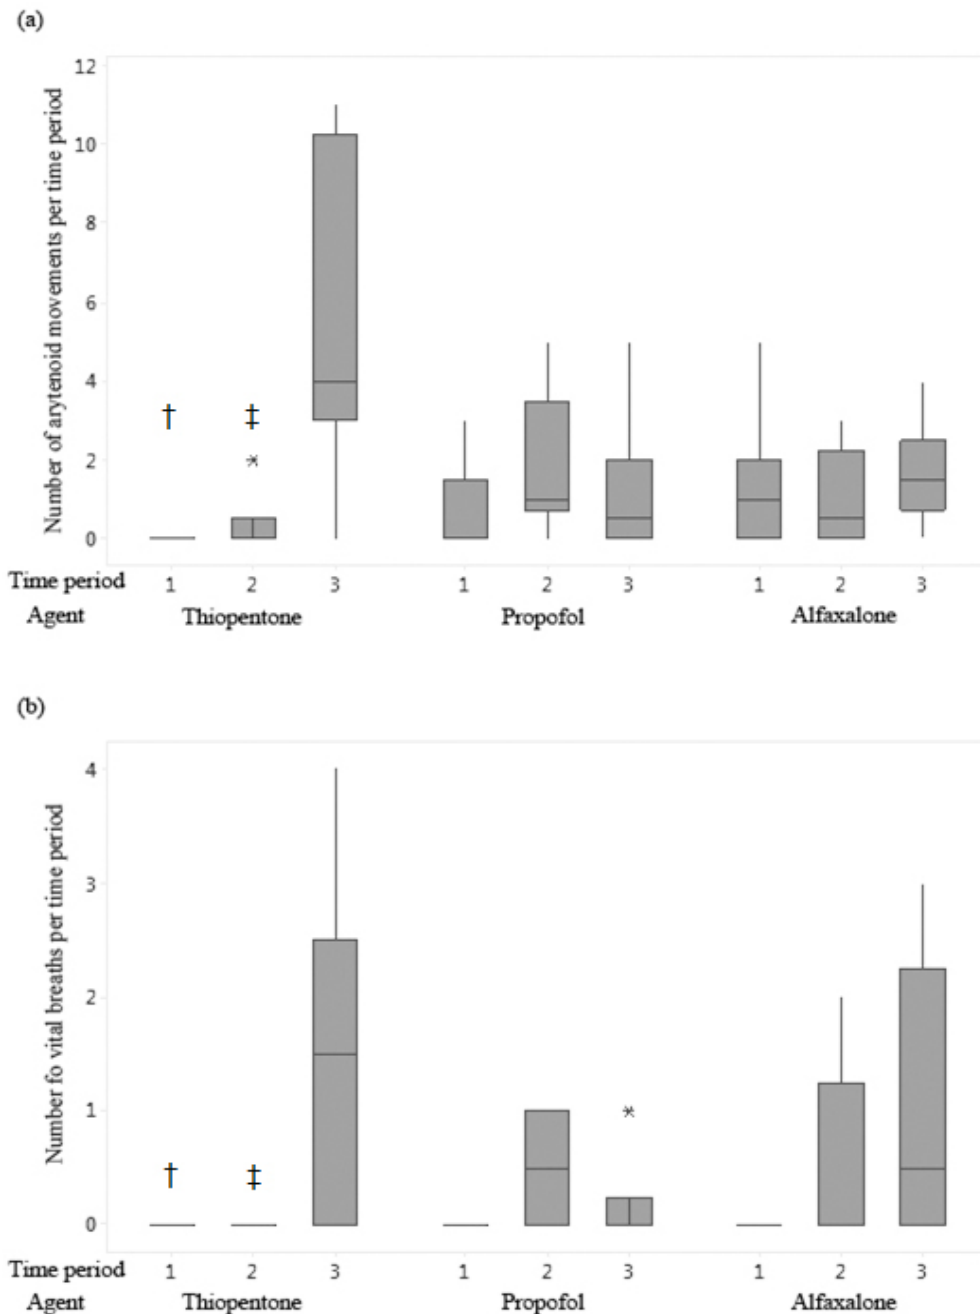 (a)
Number of arytenoid movements per time period
12
10
8
6
4
2
0
† ‡
*
Time period 1 2 3 1 2 3 1 2 3
Agent Thiopentone Propofol Alfaxalone
(b)
Number fo vital breaths per time period
4
3
2
1
0
*
† ‡
Time period 1 2 3 1 2 3 1 2 3
Agent Thiopentone Propofol Alfaxalone